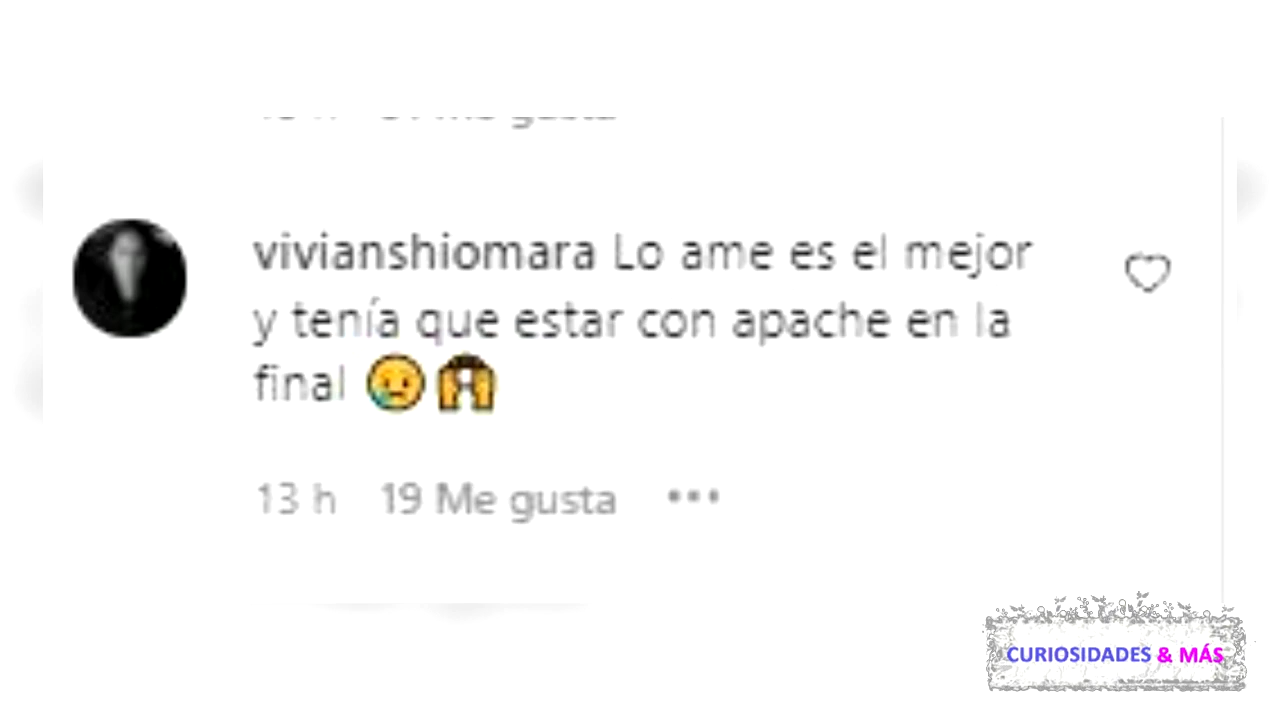 vivianshiomara Lo ame es el mejor
y tenía que estar con apache en la
final 😥🙌
13 h 19 Me gusta •••
CURIOSIDADES & MÁS